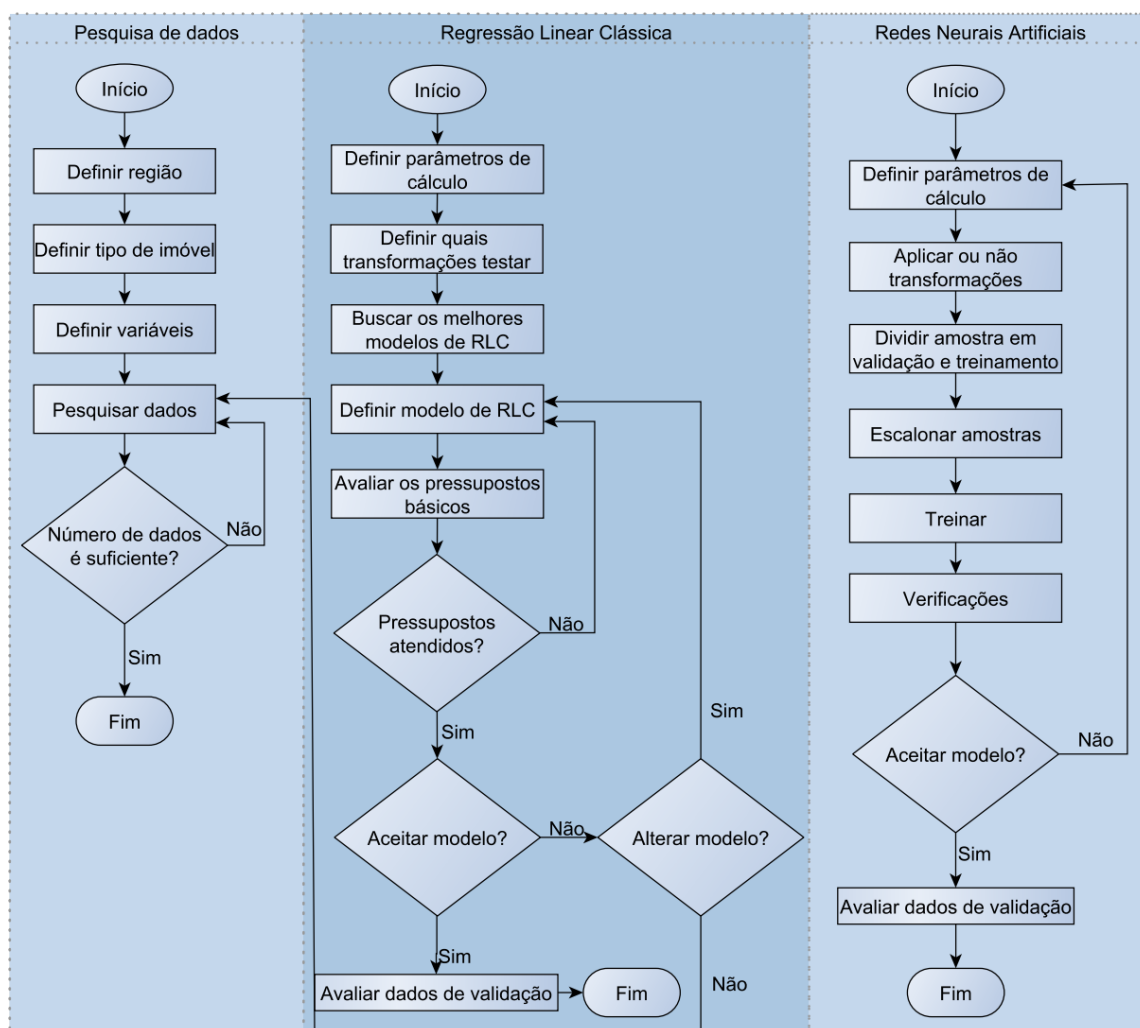 Pesquisa de dados
Início
Definir região
Definir tipo de imóvel
Definir variáveis
Pesquisar dados
Número de dados
é suficiente?
Não
Sim
Fim
Regressão Linear Clássica
Início
Definir parâmetros de
cálculo
Definir quais
transformações testar
Buscar os melhores
modelos de RLC
Definir modelo de RLC
Avaliar os pressupostos
básicos
Pressupostos
atendidos?
Não
Sim
Aceitar modelo?
Não
Alterar modelo?
Sim
Não
Sim
Avaliar dados de validação
Fim
Redes Neurais Artificiais
Início
Definir parâmetros de
cálculo
Aplicar ou não
transformações
Dividir amostra em
validação e treinamento
Escalonar amostras
Treinar
Verificações
Aceitar modelo?
Não
Sim
Avaliar dados de validação
Fim